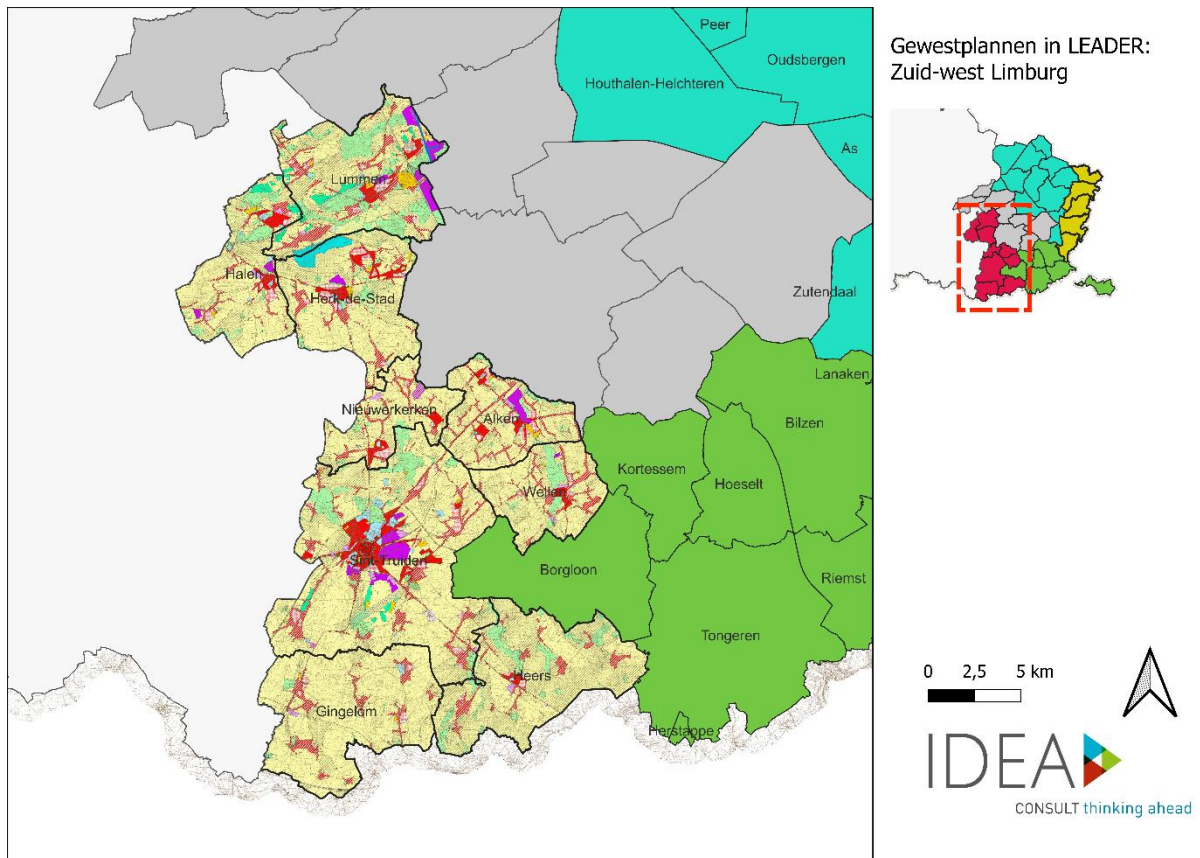 Peer
Oudsbergen
Houthalen-Helchteren
As
Lummen
Halen
Herk-de-Stad
Zutendaal
Lanaken
Nieuwerkerken
Alken
Bilzen
Kortessem
Hoeselt
Wellen
Sint-Truiden
Borgloon
Riemst
Tongeren
Heers
Gingelom
Herstappe
Gewestplannen in LEADER:
Zuid-west Limburg
0 2,5 5 km
IDEA
CONSULT thinking ahead